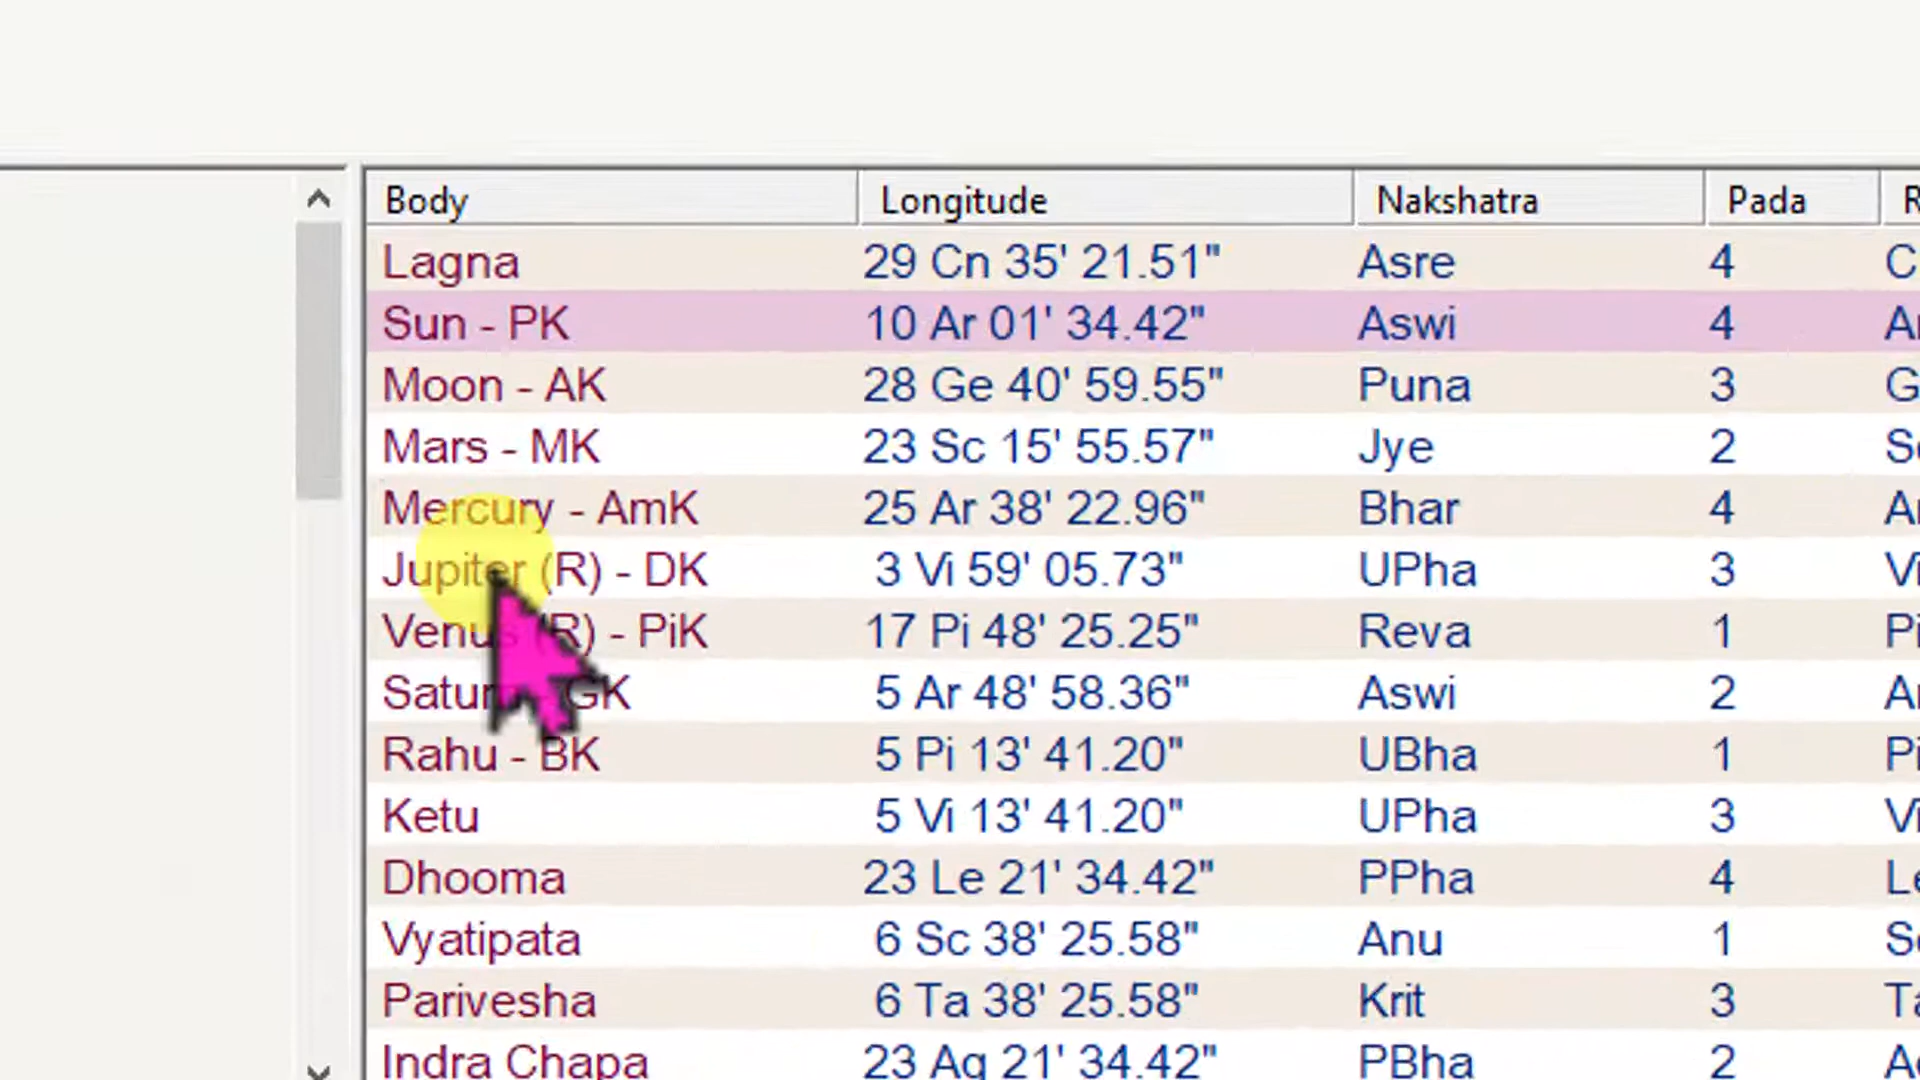 Body Longitude Nakshatra Pada
Lagna 29 Cn 35' 21.51" Asre 4
Sun - PK 10 Ar 01' 34.42" Aswi 4
Moon - AK 28 Ge 40' 59.55" Puna 3
Mars - MK 23 Sc 15' 55.57" Jye 2
Mercury - AmK 25 Ar 38' 22.96" Bhar 4
Jupiter (R) - DK 3 Vi 59' 05.73" UPha 3
Venus (R) - PiK 17 Pi 48' 25.25" Reva 1
Saturn - GK 5 Ar 48' 58.36" Aswi 2
Rahu - BK 5 Pi 13' 41.20" UBha 1
Ketu 5 Vi 13' 41.20" UPha 3
Dhooma 23 Le 21' 34.42" PPha 4
Vyatipata 6 Sc 38' 25.58" Anu 1
Parivesha 6 Ta 38' 25.58" Krit 3
Indra Chapa 23 Aq 21' 34.42" PBha 2